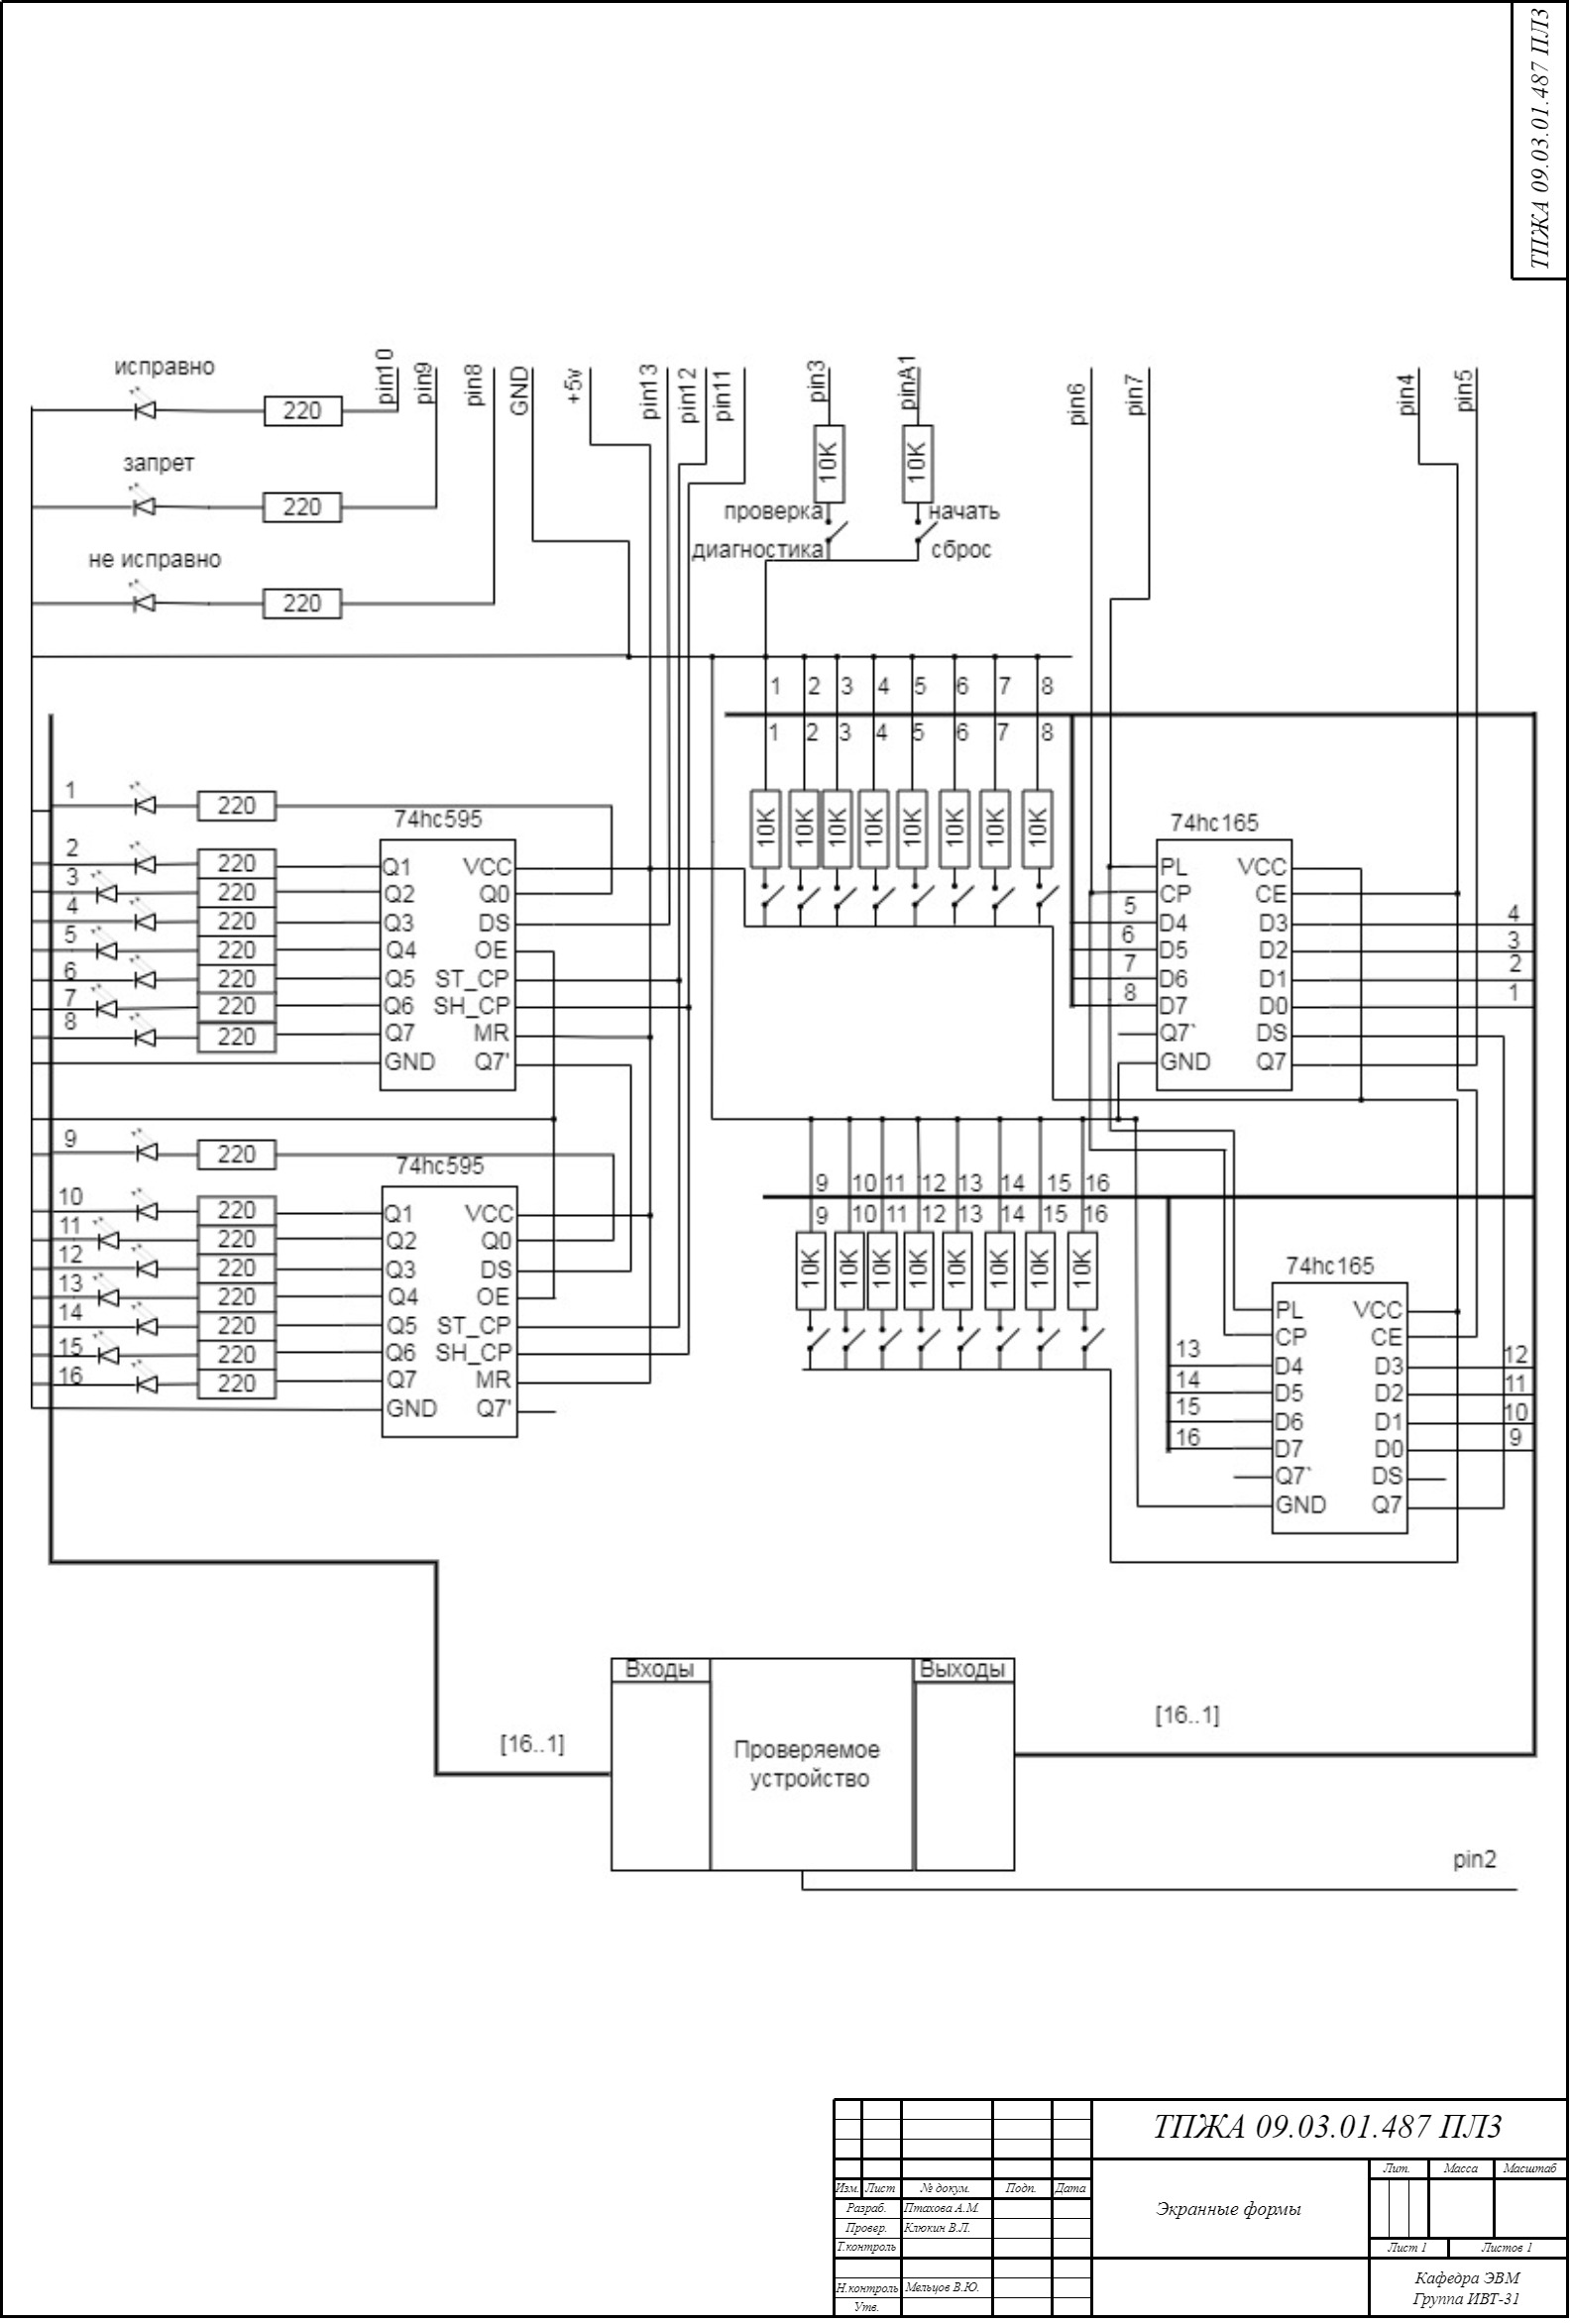 ТПЖА 09.03.01.487 ПЛЗ
исправно
pin10
pin9
pin8
GND
+5v
pin13
pin12
pin11
pin3
pinA1
pin6
pin7
pin4
pin5
220
10K
10K
запрет
220
проверка
начать
диагностика
сброс
не исправно
220
1 2 3 4 5 6 7 8
1 2 3 4 5 6 7 8
10K 10K 10K 10K 10K 10K 10K 10K
1
220
74hc595
2
220
Q1 VCC
3
220
Q2 Q0
4
220
Q3 DS
5
220
Q4 OE
6
220
Q5 ST_CP
7
220
Q6 SH_CP
8
220
Q7 MR
GND Q7'
74hc165
PL VCC
CP CE
5 D4 D3 4
6 D5 D2 3
7 D6 D1 2
8 D7 D0 1
Q7` DS
GND Q7
9
220
74hc595
10
220
Q1 VCC
11
220
Q2 Q0
12
220
Q3 DS
13
220
Q4 OE
14
220
Q5 ST_CP
15
220
Q6 SH_CP
16
220
Q7 MR
GND Q7'
9 10 11 12 13 14 15 16
9 10 11 12 13 14 15 16
10K 10K 10K 10K 10K 10K 10K 10K
74hc165
PL VCC
CP CE
13 D4 D3 12
14 D5 D2 11
15 D6 D1 10
16 D7 D0 9
Q7` DS
GND Q7
Входы
Выходы
[16..1]
Проверяемое
устройство
[16..1]
pin2
ТПЖА 09.03.01.487 ПЛЗ
Лит. Масса Масштаб
Изм. Лист № докум. Подп. Дата
Разраб. Птахова А.М.
Экранные формы
Провер. Клюкин В.Л.
Т.контроль
Лист 1 Листов 1
Н.контроль Мельцов В.Ю.
Утв.
Кафедра ЭВМ
Группа ИВТ-31